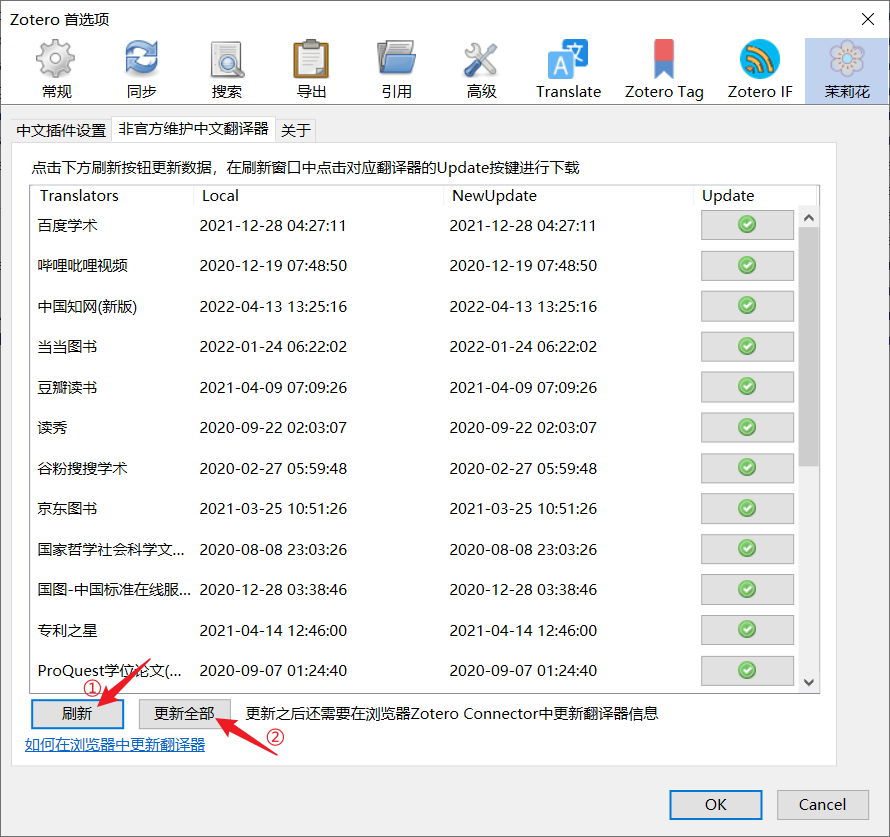 Zotero 首选项
常规 同步 搜索 导出 引用 高级 Translate Zotero Tag Zotero IF 茉莉花
中文插件设置 非官方维护中文翻译器 关于
点击下方刷新按钮更新数据，在刷新窗口中点击对应翻译器的Update按键进行下载
Translators Local NewUpdate Update
百度学术 2021-12-28 04:27:11 2021-12-28 04:27:11
哔哩吡哩视频 2020-12-19 07:48:50 2020-12-19 07:48:50
中国知网(新版) 2022-04-13 13:25:16 2022-04-13 13:25:16
当当图书 2022-01-24 06:22:02 2022-01-24 06:22:02
豆瓣读书 2021-04-09 07:09:26 2021-04-09 07:09:26
读秀 2020-09-22 02:03:07 2020-09-22 02:03:07
谷粉搜搜学术 2020-02-27 05:59:48 2020-02-27 05:59:48
京东图书 2021-03-25 10:51:26 2021-03-25 10:51:26
国家哲学社会科学文... 2020-08-08 23:03:26 2020-08-08 23:03:26
国图-中国标准在线服... 2020-12-28 03:38:46 2020-12-28 03:38:46
专利之星 2021-04-14 12:46:00 2021-04-14 12:46:00
ProQuest学位论文(... 2020-09-07 01:24:40 2020-09-07 01:24:40
①
刷新 更新全部 更新之后还需要在浏览器Zotero Connector中更新翻译器信息
②
如何在浏览器中更新翻译器
OK Cancel